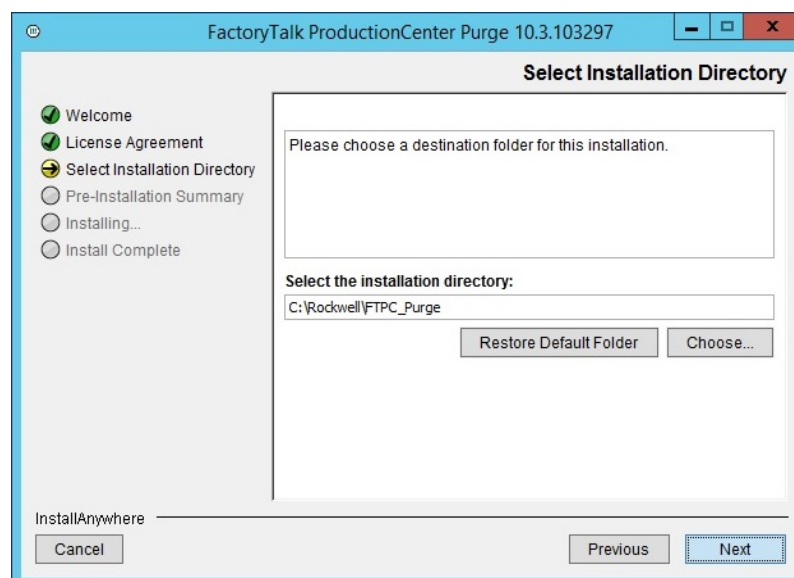 FactoryTalk ProductionCenter Purge 10.3.103297
Select Installation Directory
Welcome
License Agreement
Select Installation Directory
Pre-Installation Summary
Installing...
Install Complete
Please choose a destination folder for this installation.
Select the installation directory:
C:\Rockwell\FTPC_Purge
Restore Default Folder
Choose...
InstallAnywhere
Cancel
Previous
Next